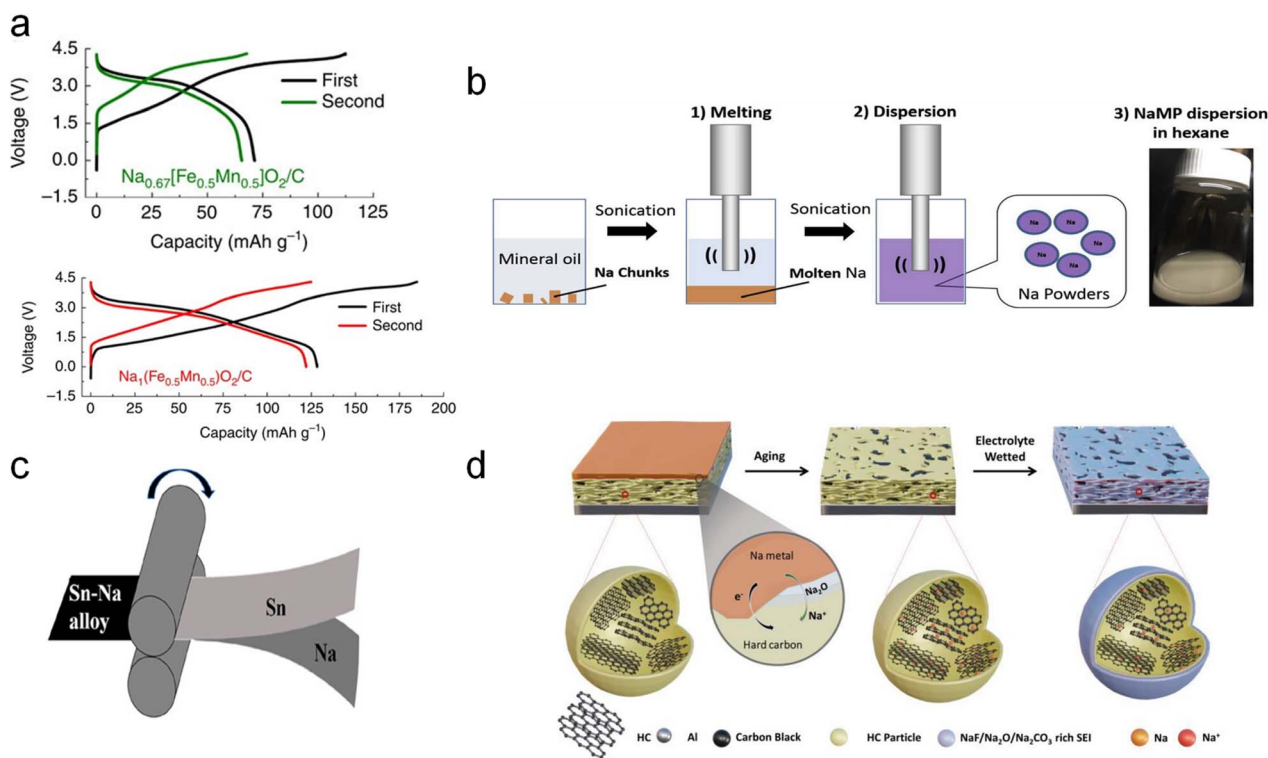 a
4.5
3.0
1.5
0.0
−1.5
Voltage (V)
First
Second
Na0.67[Fe0.5Mn0.5]O2/C
0 25 50 75 100 125
Capacity (mAh g−1)
4.5
3.0
1.5
0.0
−1.5
Voltage (V)
First
Second
Na1(Fe0.5Mn0.5)O2/C
0 25 50 75 100 125 150 175 200
Capacity (mAh g−1)
b
1) Melting
2) Dispersion
3) NaMP dispersion
in hexane
Sonication
Sonication
Mineral oil
Na Chunks
Molten Na
Na
Na
Na
Na
Na
Na Powders
c
Sn-Na
alloy
Sn
Na
d
Aging
Electrolyte
Wetted
Na metal
e-
Na2O
Na+
Hard carbon
HC Al Carbon Black HC Particle NaF/Na2O/Na2CO3 rich SEI Na Na+